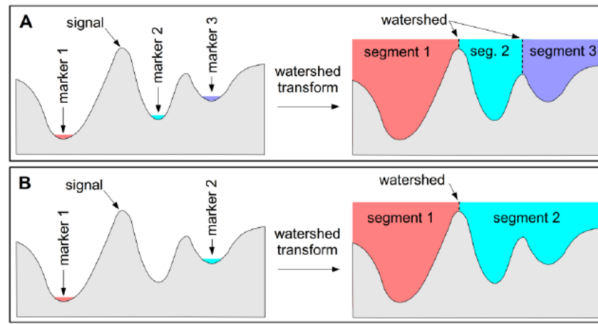 A
signal
marker 1
marker 2
marker 3
watershed
transform
watershed
segment 1
seg. 2
segment 3
B
signal
marker 1
marker 2
watershed
transform
watershed
segment 1
segment 2